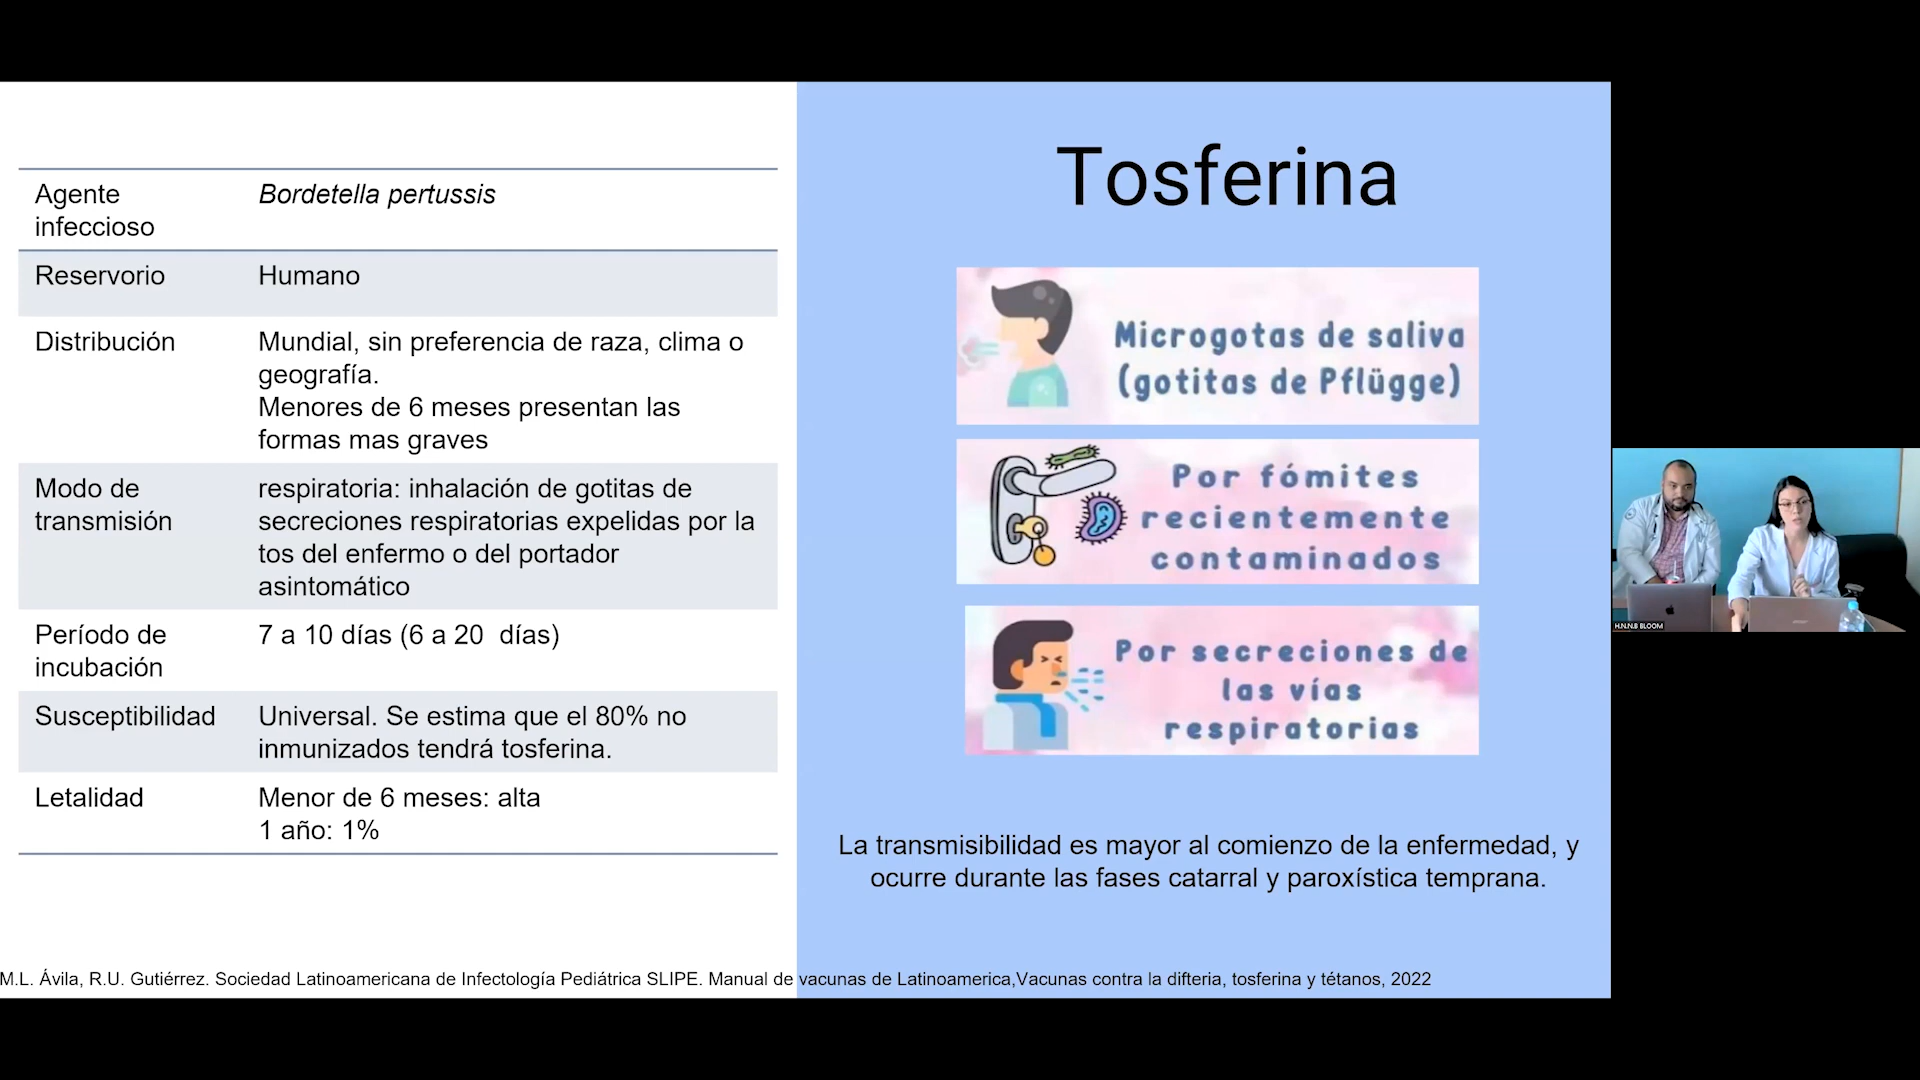 Agente
infeccioso
Bordetella pertussis
Reservorio
Humano
Distribución
Mundial, sin preferencia de raza, clima o
geografía.
Menores de 6 meses presentan las
formas mas graves
Modo de
transmisión
respiratoria: inhalación de gotitas de
secreciones respiratorias expelidas por la
tos del enfermo o del portador
asintomático
Período de
incubación
7 a 10 días (6 a 20  días)
Susceptibilidad
Universal. Se estima que el 80% no
inmunizados tendrá tosferina.
Letalidad
Menor de 6 meses: alta
1 año: 1%
Tosferina
Microgotas de saliva
(gotitas de Pflügge)
Por fómites
recientemente
contaminados
Por secreciones de
las vías
respiratorias
La transmisibilidad es mayor al comienzo de la enfermedad, y
ocurre durante las fases catarral y paroxística temprana.
M.L. Ávila, R.U. Gutiérrez. Sociedad Latinoamericana de Infectología Pediátrica SLIPE. Manual de vacunas de Latinoamerica,Vacunas contra la difteria, tosferina y tétanos, 2022
H.N.N.B BLOOM